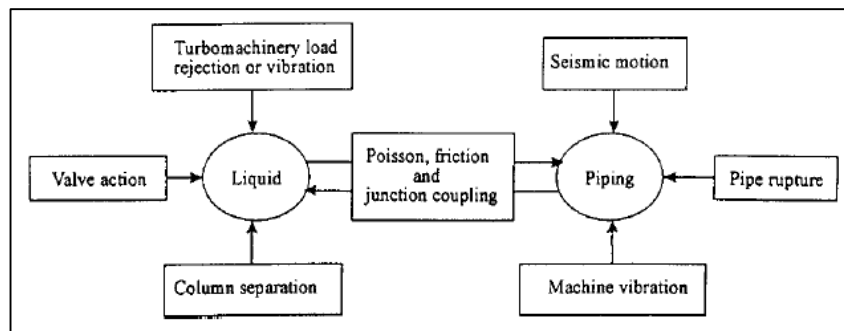 Turbomachinery load
rejection or vibration
Seismic motion
Valve action
Liquid
Poisson, friction
and
junction coupling
Piping
Pipe rupture
Column separation
Machine vibration